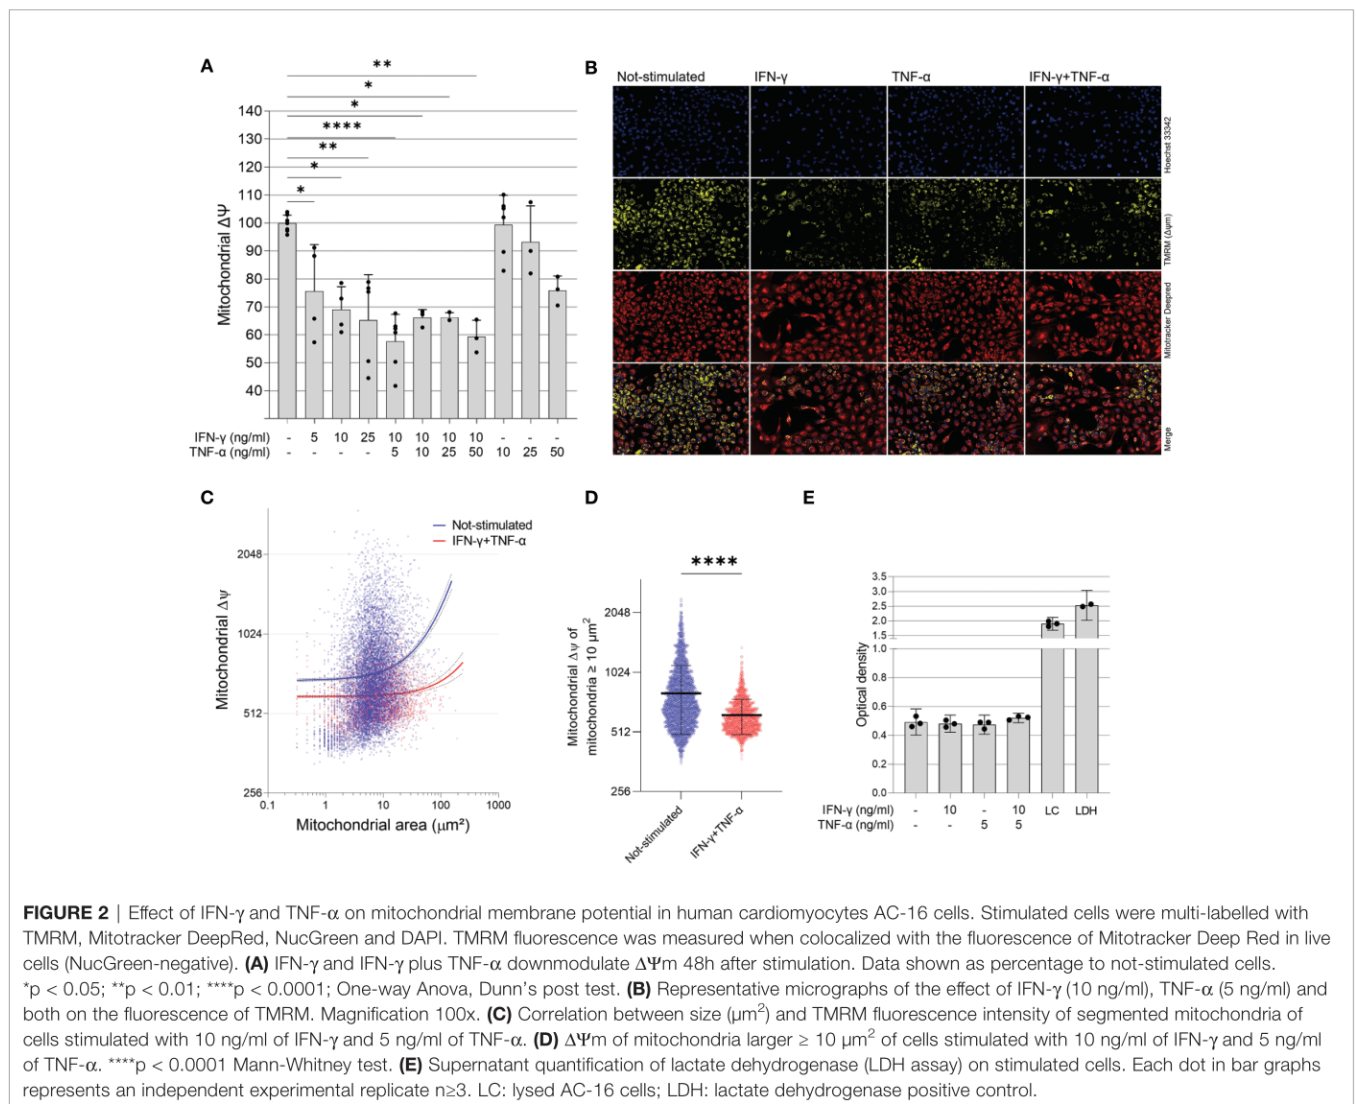 A
**
*
*
****
**
*
*
140
130
120
110
100
90
80
70
60
50
40
Mitochondrial ΔΨ
IFN-γ (ng/ml) - 5 10 25 10 10 10 10 - - -
TNF-α (ng/ml) - - - - 5 10 25 50 10 25 50
B
Not-stimulated IFN-γ TNF-α IFN-γ+TNF-α
Hoechst 33342
TMRM (Δψm)
Mitotracker Deepred
Merge
C
Not-stimulated
IFN-γ+TNF-α
2048
1024
512
256
Mitochondrial Δψ
0.1 1 10 100 1000
Mitochondrial area (µm²)
D
****
2048
1024
512
256
Mitochondrial Δψ of
mitochondria ≥ 10 µm²
Not-stimulated
IFN-γ+TNF-α
E
3.5
3.0
2.5
2.0
1.5
1.0
0.8
0.6
0.4
0.2
0.0
Optical density
IFN-γ (ng/ml) - 10 - 10 LC LDH
TNF-α (ng/ml) - - 5 5
FIGURE 2 | Effect of IFN-γ and TNF-α on mitochondrial membrane potential in human cardiomyocytes AC-16 cells. Stimulated cells were multi-labelled with
TMRM, Mitotracker DeepRed, NucGreen and DAPI. TMRM fluorescence was measured when colocalized with the fluorescence of Mitotracker Deep Red in live
cells (NucGreen-negative). (A) IFN-γ and IFN-γ plus TNF-α downmodulate ΔΨm 48h after stimulation. Data shown as percentage to not-stimulated cells.
*p < 0.05; **p < 0.01; ****p < 0.0001; One-way Anova, Dunn's post test. (B) Representative micrographs of the effect of IFN-γ (10 ng/ml), TNF-α (5 ng/ml) and
both on the fluorescence of TMRM. Magnification 100x. (C) Correlation between size (µm²) and TMRM fluorescence intensity of segmented mitochondria of
cells stimulated with 10 ng/ml of IFN-γ and 5 ng/ml of TNF-α. (D) ΔΨm of mitochondria larger ≥ 10 µm² of cells stimulated with 10 ng/ml of IFN-γ and 5 ng/ml
of TNF-α. ****p < 0.0001 Mann-Whitney test. (E) Supernatant quantification of lactate dehydrogenase (LDH assay) on stimulated cells. Each dot in bar graphs
represents an independent experimental replicate n≥3. LC: lysed AC-16 cells; LDH: lactate dehydrogenase positive control.